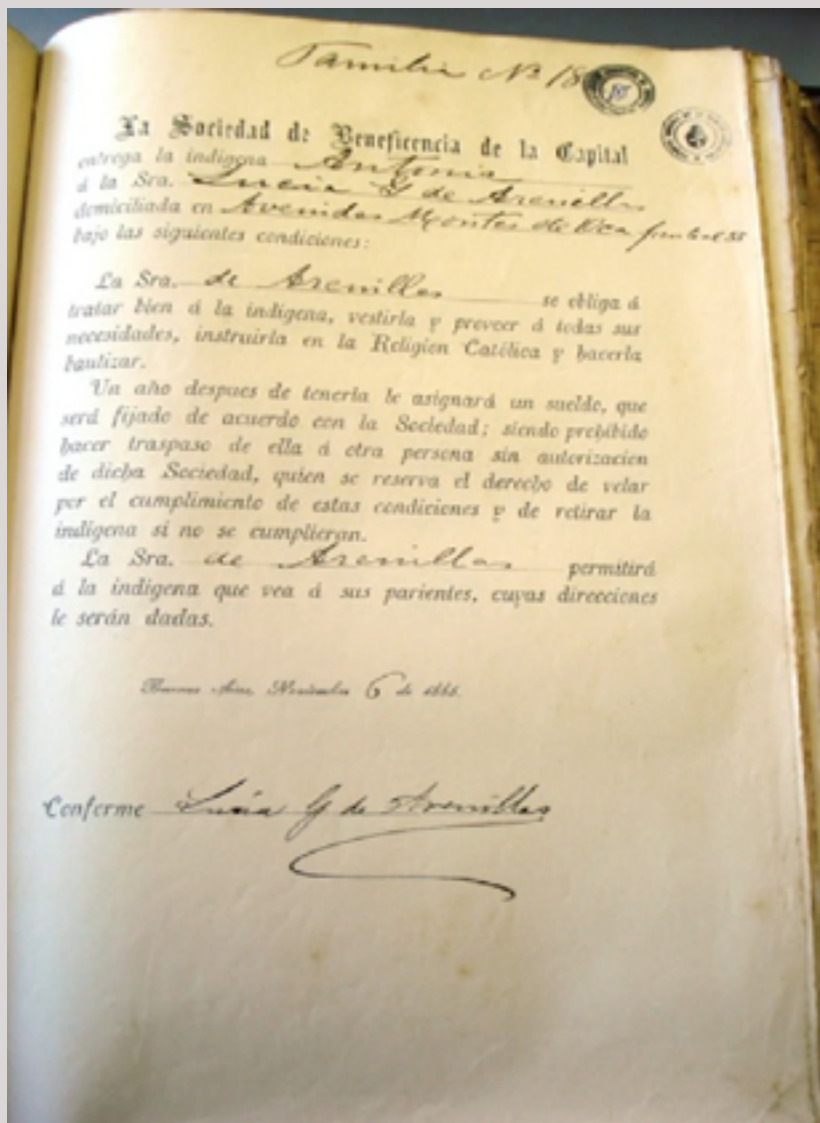 Familia Nº 18
La Sociedad de Beneficencia de la Capital
entrega la indígena Antonia
á la Sra. Lucia G de Arenillas
domiciliada en Avenida Montes de Oca
bajo las siguientes condiciones:
La Sra. de Arenillas se obliga á
tratar bien á la indígena, vestirla y proveer á todas sus
necesidades, instruirla en la Religion Católica y hacerla
bautizar.
Un año despues de tenerla le asignará un sueldo, que
será fijado de acuerdo con la Sociedad; siendo prohibido
hacer traspaso de ella á otra persona sin autorizacion
de dicha Sociedad, quien se reserva el derecho de velar
por el cumplimiento de estas condiciones y de retirar la
indígena si no se cumplieran.
La Sra. de Arenillas permitirá
á la indígena que vea á sus parientes, cuyas direcciones
le serán dadas.
Buenos Aires, 6 de
Conforme Lucia G de Arenillas